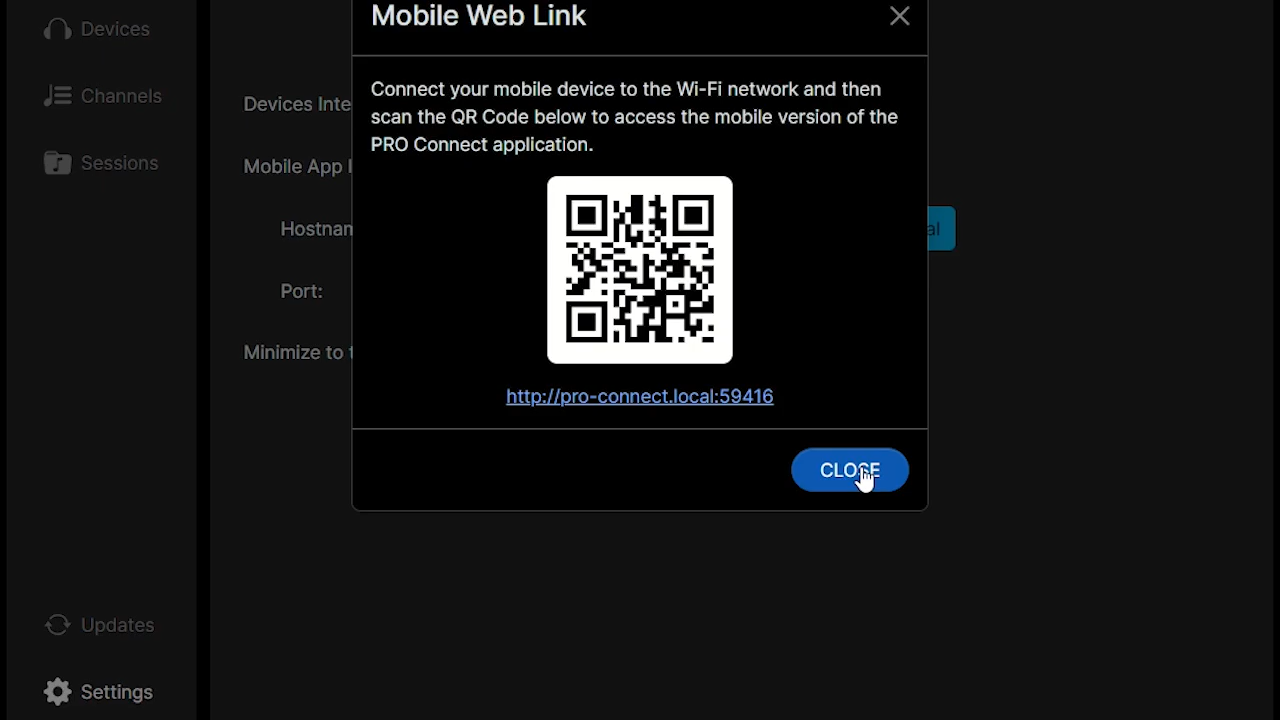 Mobile Web Link
Devices
Channels
Sessions
Devices Inte
Mobile App
Hostnam
Port:
Minimize to
Connect your mobile device to the Wi-Fi network and then
scan the QR Code below to access the mobile version of the
PRO Connect application.
al
http://pro-connect.local:59416
CLOSE
Updates
Settings